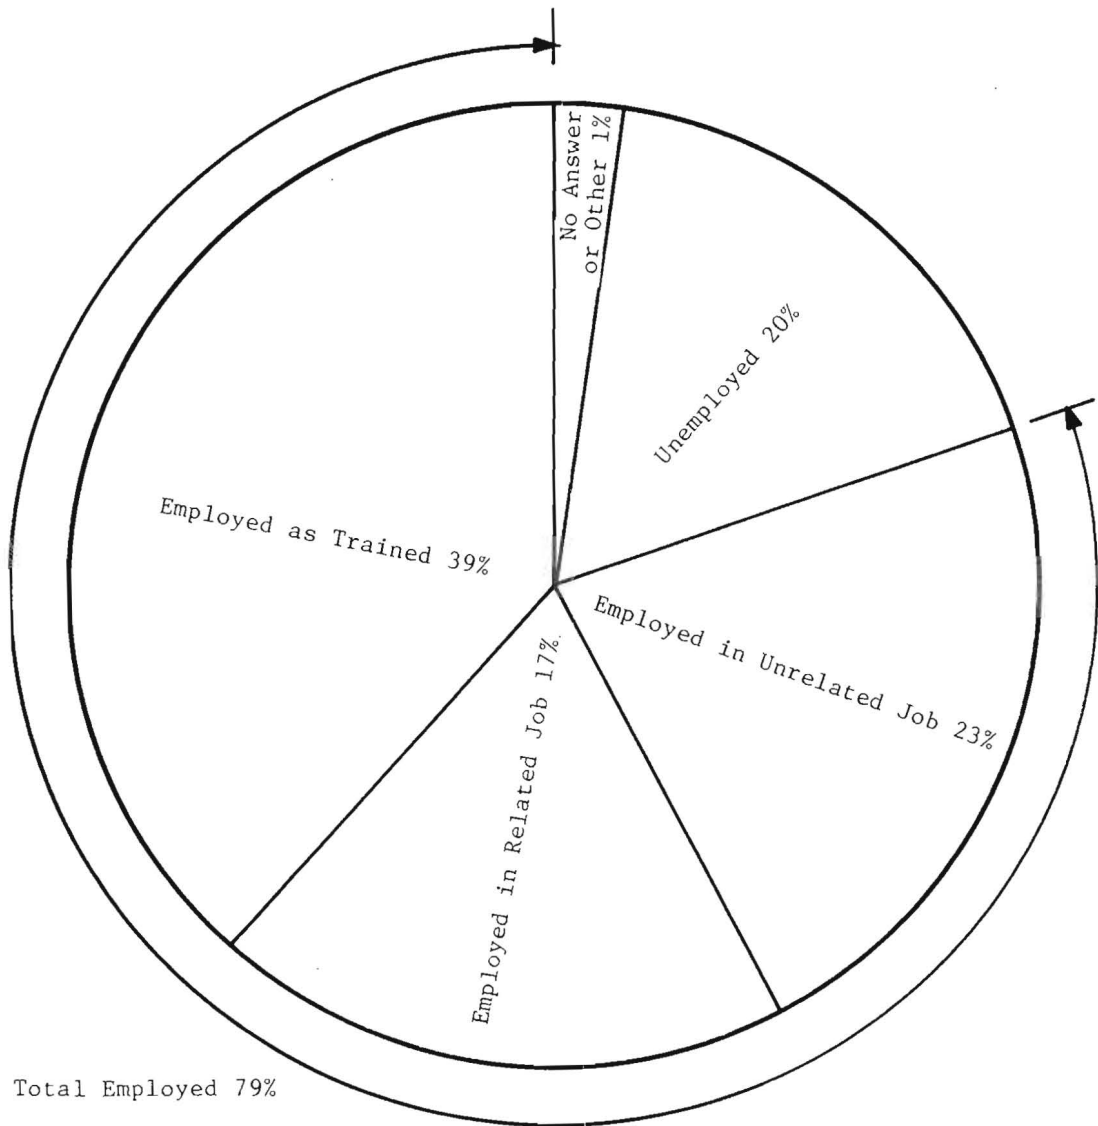 No Answer
or Other 1%
Unemployed 20%
Employed as Trained 39%
Employed in Unrelated Job 23%
Employed in Related Job 17%.
Total Employed 79%